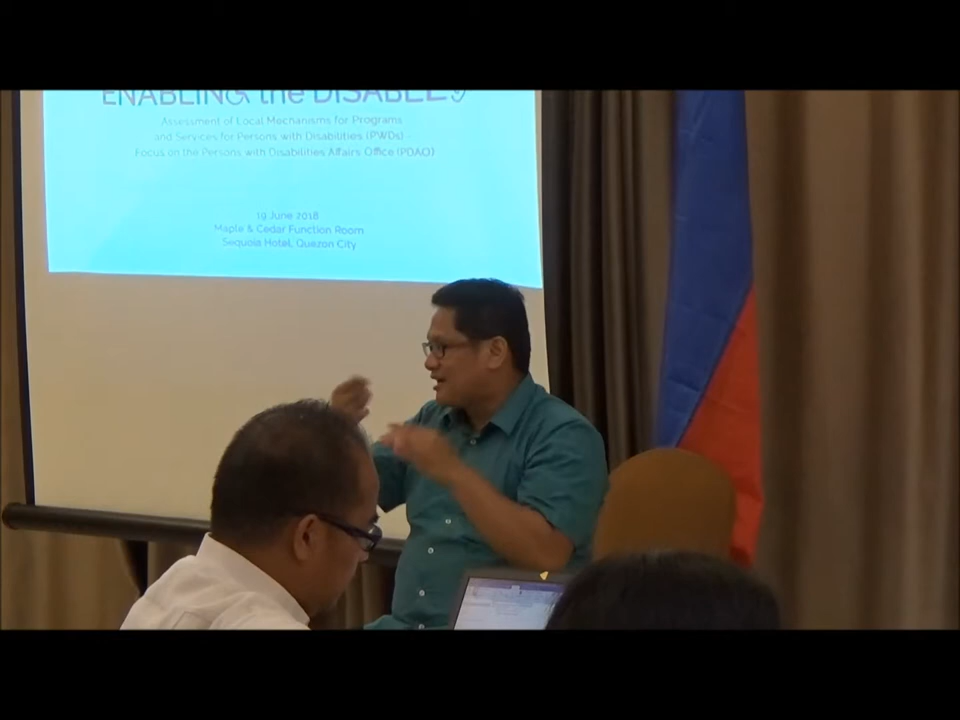 ENABLING the DISABLED
Assessment of Local Mechanisms for Programs
and Services for Persons with Disabilities (PWDs) -
Focus on the Persons with Disabilities Affairs Office (PDAO)
19 June 2018
Maple & Cedar Function Room
Sequoia Hotel, Quezon City